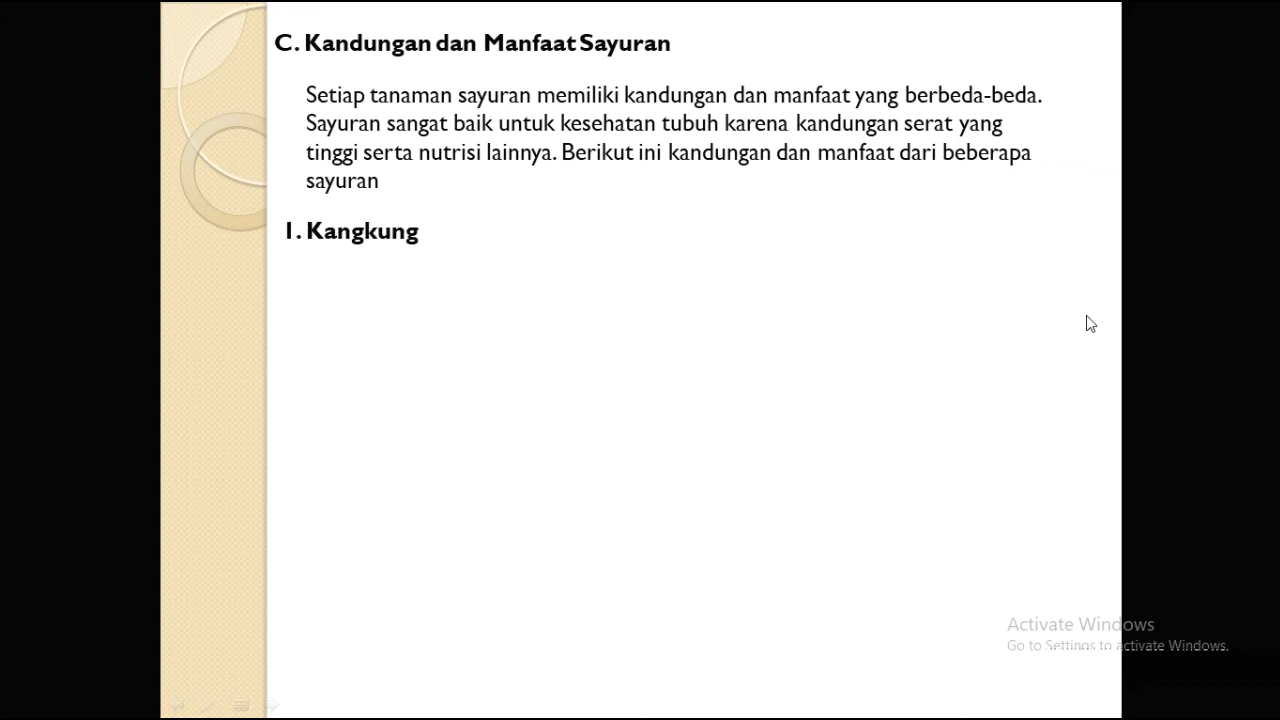 C. Kandungan dan Manfaat Sayuran
Setiap tanaman sayuran memiliki kandungan dan manfaat yang berbeda-beda.
Sayuran sangat baik untuk kesehatan tubuh karena kandungan serat yang
tinggi serta nutrisi lainnya. Berikut ini kandungan dan manfaat dari beberapa
sayuran
1. Kangkung
Activate Windows
Go to Settings to activate Windows.